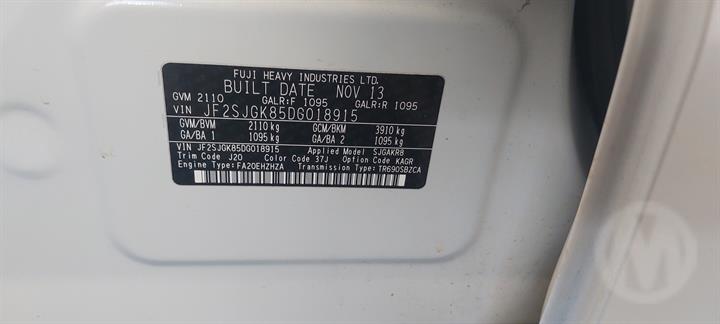 FUJI HEAVY INDUSTRIES LTD.
BUILT DATE NOV 13
GVM 2110 GALR:F 1095 GALR:R 1095
VIN JF2SJGK85DG018915
GVM/BVM 2110 kg GCM/BKM 3910 kg
GA/BA 1 1095 kg GA/BA 2 1095 kg
VIN JF2SJGK85DG018915 Applied Model SJGAKR8
Trim Code J20 Color Code 37J Option Code KAGR
Engine Type:FA20EHZHZA Transmission Type:TR690SBZCA
M